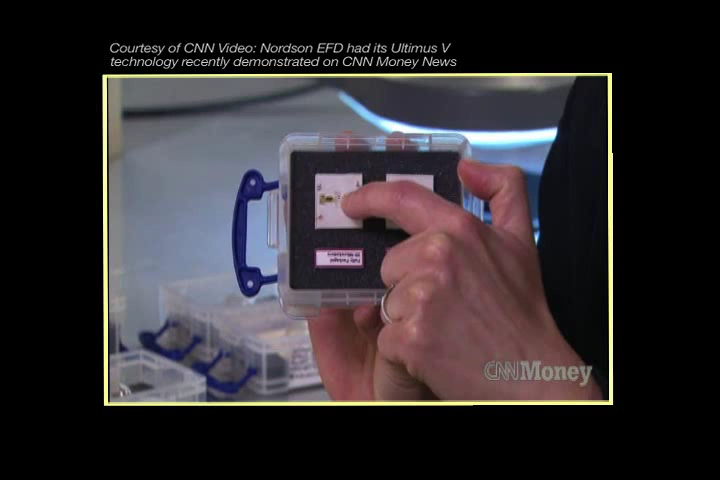 Courtesy of CNN Video: Nordson EFD had its Ultimus V
technology recently demonstrated on CNN Money News
CNNMoney